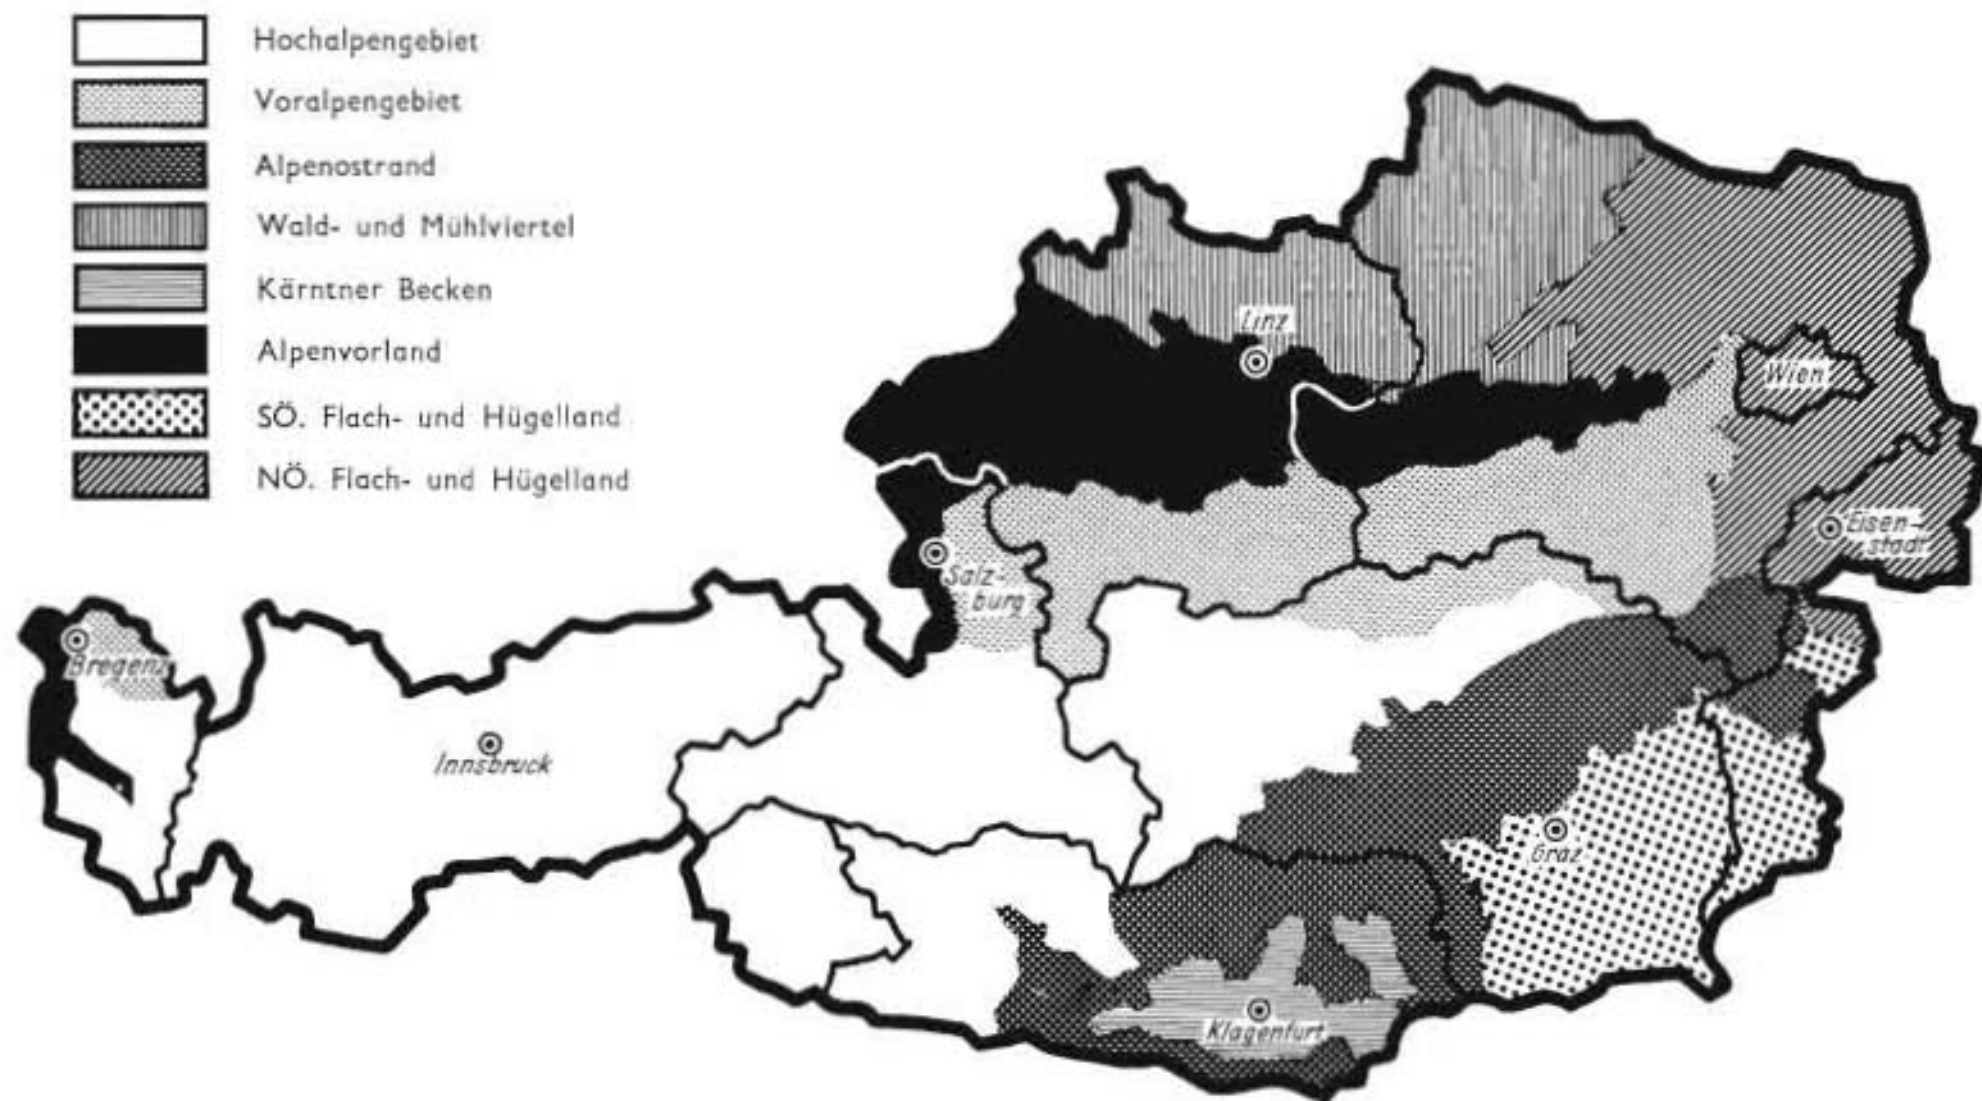 Hochalpengebiet
Voralpengebiet
Alpenostrand
Wald- und Mühlviertel
Kärntner Becken
Alpenvorland
SÖ. Flach- und Hügelland
NÖ. Flach- und Hügelland
Linz
Wien
Eisen-
stadt
Salz-
burg
Bregenz
Innsbruck
Graz
Klagenfurt